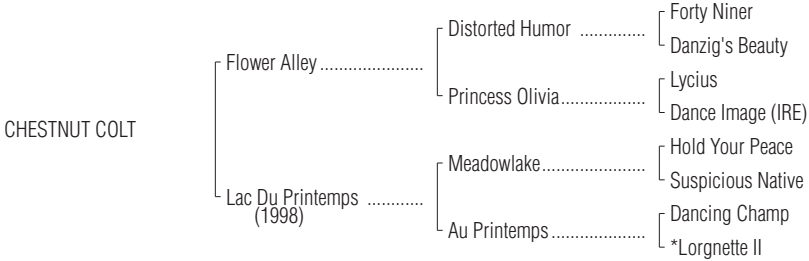 Forty Niner
Distorted Humor ..............
Danzig's Beauty
Flower Alley ......................
Lycius
Princess Olivia..................
Dance Image (IRE)
CHESTNUT COLT
Hold Your Peace
Meadowlake......................
Suspicious Native
Lac Du Printemps ............
(1998)
Dancing Champ
Au Printemps ....................
*Lorgnette II